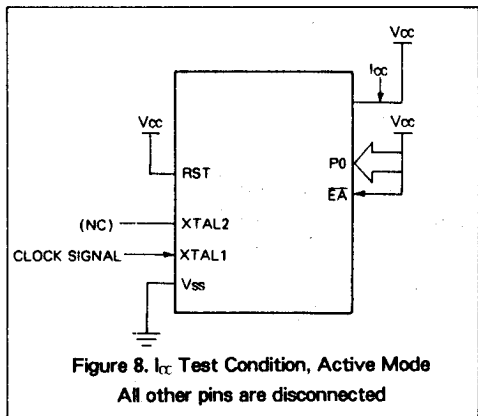 Vcc
Icc
Vcc
Vcc
P0
RST
EA
(NC)
XTAL2
CLOCK SIGNAL
XTAL1
Vss
Figure 8. Icc Test Condition, Active Mode
All other pins are disconnected